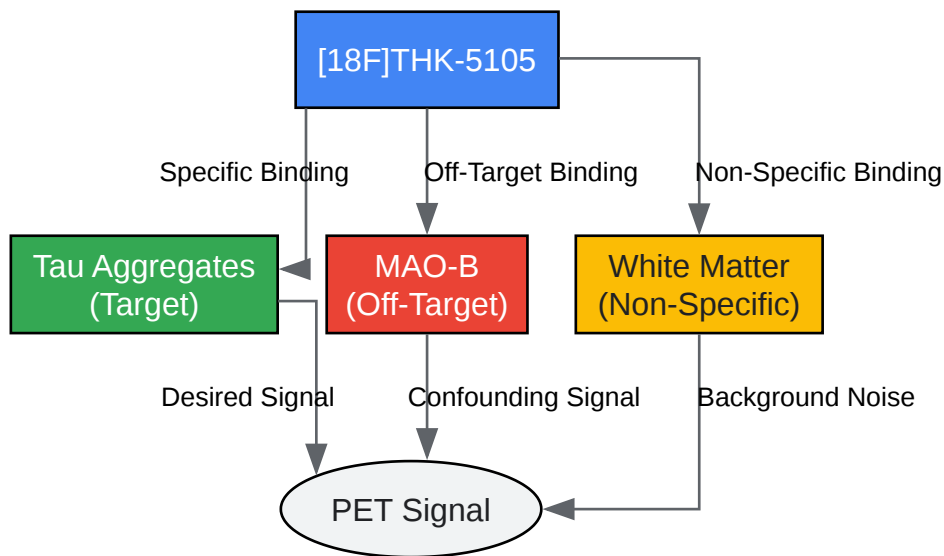 [18F]THK-5105
Specific Binding
Off-Target Binding
Non-Specific Binding
Tau Aggregates
(Target)
MAO-B
(Off-Target)
White Matter
(Non-Specific)
Desired Signal
Confounding Signal
Background Noise
PET Signal